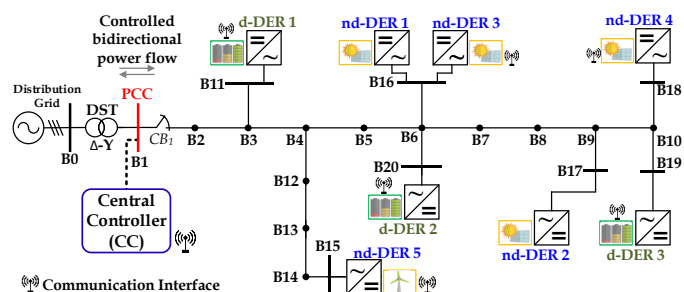 Controlled
bidirectional
power flow
d-DER 1
nd-DER 1
nd-DER 3
nd-DER 4
Distribution
Grid
DST
PCC
B11
B16
B18
Δ-Y
CB1
B0
B1
B2
B3
B4
B5
B6
B7
B8
B9
B10
B20
B17
B19
B12
Central
Controller
(CC)
B13
d-DER 2
B15
nd-DER 5
nd-DER 2
d-DER 3
B14
Communication Interface